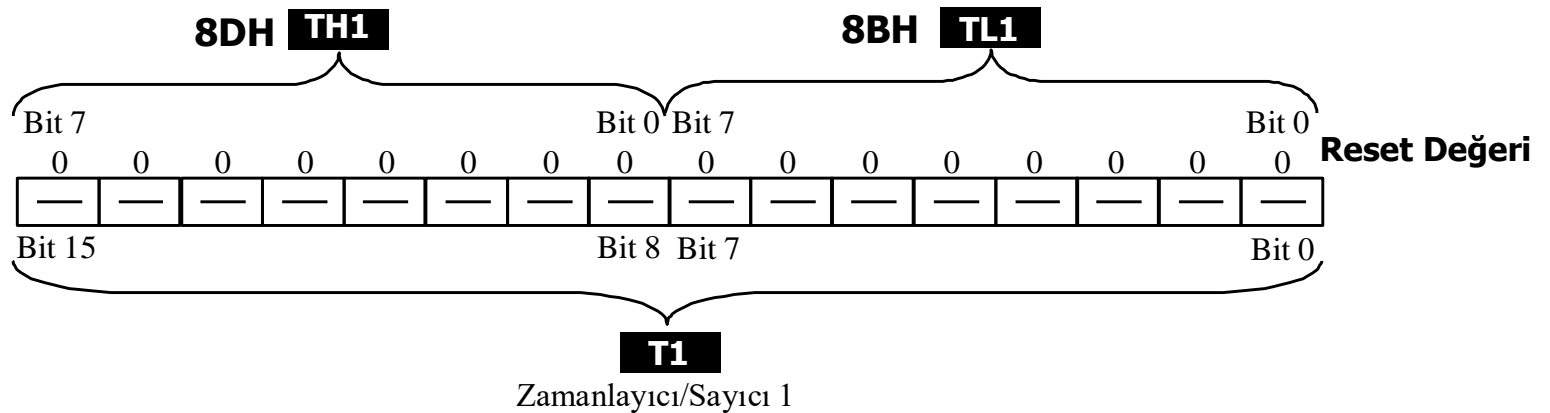 8DH TH1 8BH TL1
Bit 7 Bit 0 Bit 7 Bit 0
0 0 0 0 0 0 0 0 0 0 0 0 0 0 0 0 Reset Değeri
Bit 15 Bit 8 Bit 7 Bit 0
T1
Zamanlayıcı/Sayıcı 1